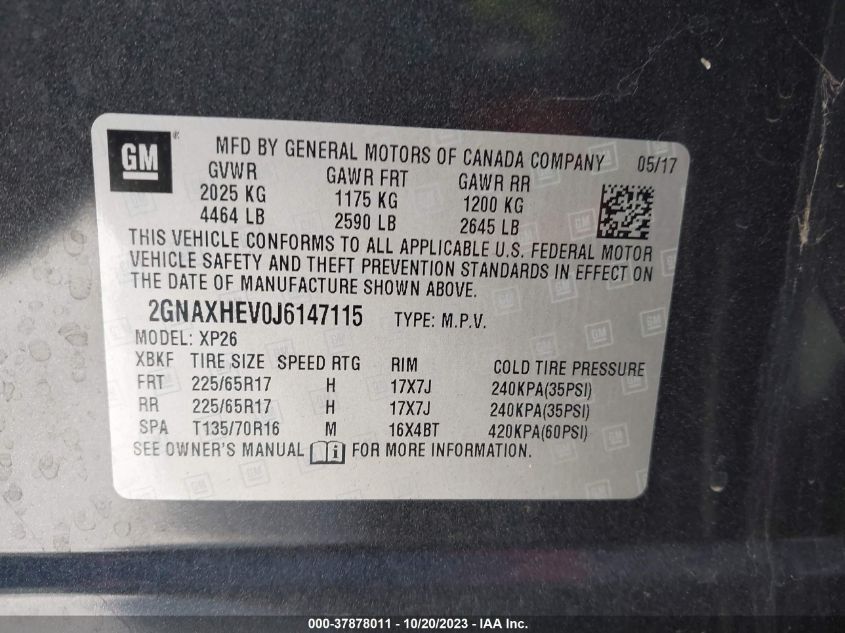 GM ® MFD BY GENERAL MOTORS OF CANADA COMPANY 05/17
GVWR GAWR FRT GAWR RR
2025 KG 1175 KG 1200 KG
4464 LB 2590 LB 2645 LB
THIS VEHICLE CONFORMS TO ALL APPLICABLE U.S. FEDERAL MOTOR
VEHICLE SAFETY AND THEFT PREVENTION STANDARDS IN EFFECT ON
THE DATE OF MANUFACTURE SHOWN ABOVE.
2GNAXHEV0J6147115 TYPE: M.P.V.
MODEL: XP26
XBKF TIRE SIZE SPEED RTG RIM COLD TIRE PRESSURE
FRT 225/65R17 H 17X7J 240KPA(35PSI)
RR 225/65R17 H 17X7J 240KPA(35PSI)
SPA T135/70R16 M 16X4BT 420KPA(60PSI)
SEE OWNER'S MANUAL i FOR MORE INFORMATION.
000-37878011 - 10/20/2023 - IAA Inc.